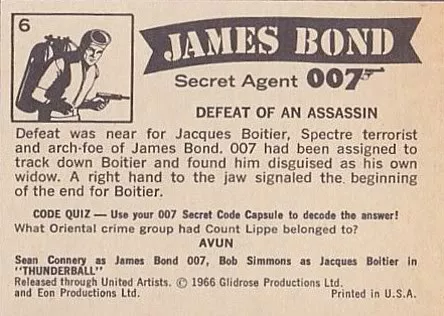 6
JAMES BOND
Secret Agent 007
DEFEAT OF AN ASSASSIN
Defeat was near for Jacques Boitier, Spectre terrorist
and arch-foe of James Bond. 007 had been assigned to
track down Boitier and found him disguised as his own
widow. A right hand to the jaw signaled the beginning
of the end for Boitier.
CODE QUIZ — Use your 007 Secret Code Capsule to decode the answer!
What Oriental crime group had Count Lippe belonged to?
AVUN
Sean Connery as James Bond 007, Bob Simmons as Jacques Boitier in
"THUNDERBALL"
Released through United Artists. © 1966 Glidrose Productions Ltd.
and Eon Productions Ltd. Printed in U.S.A.